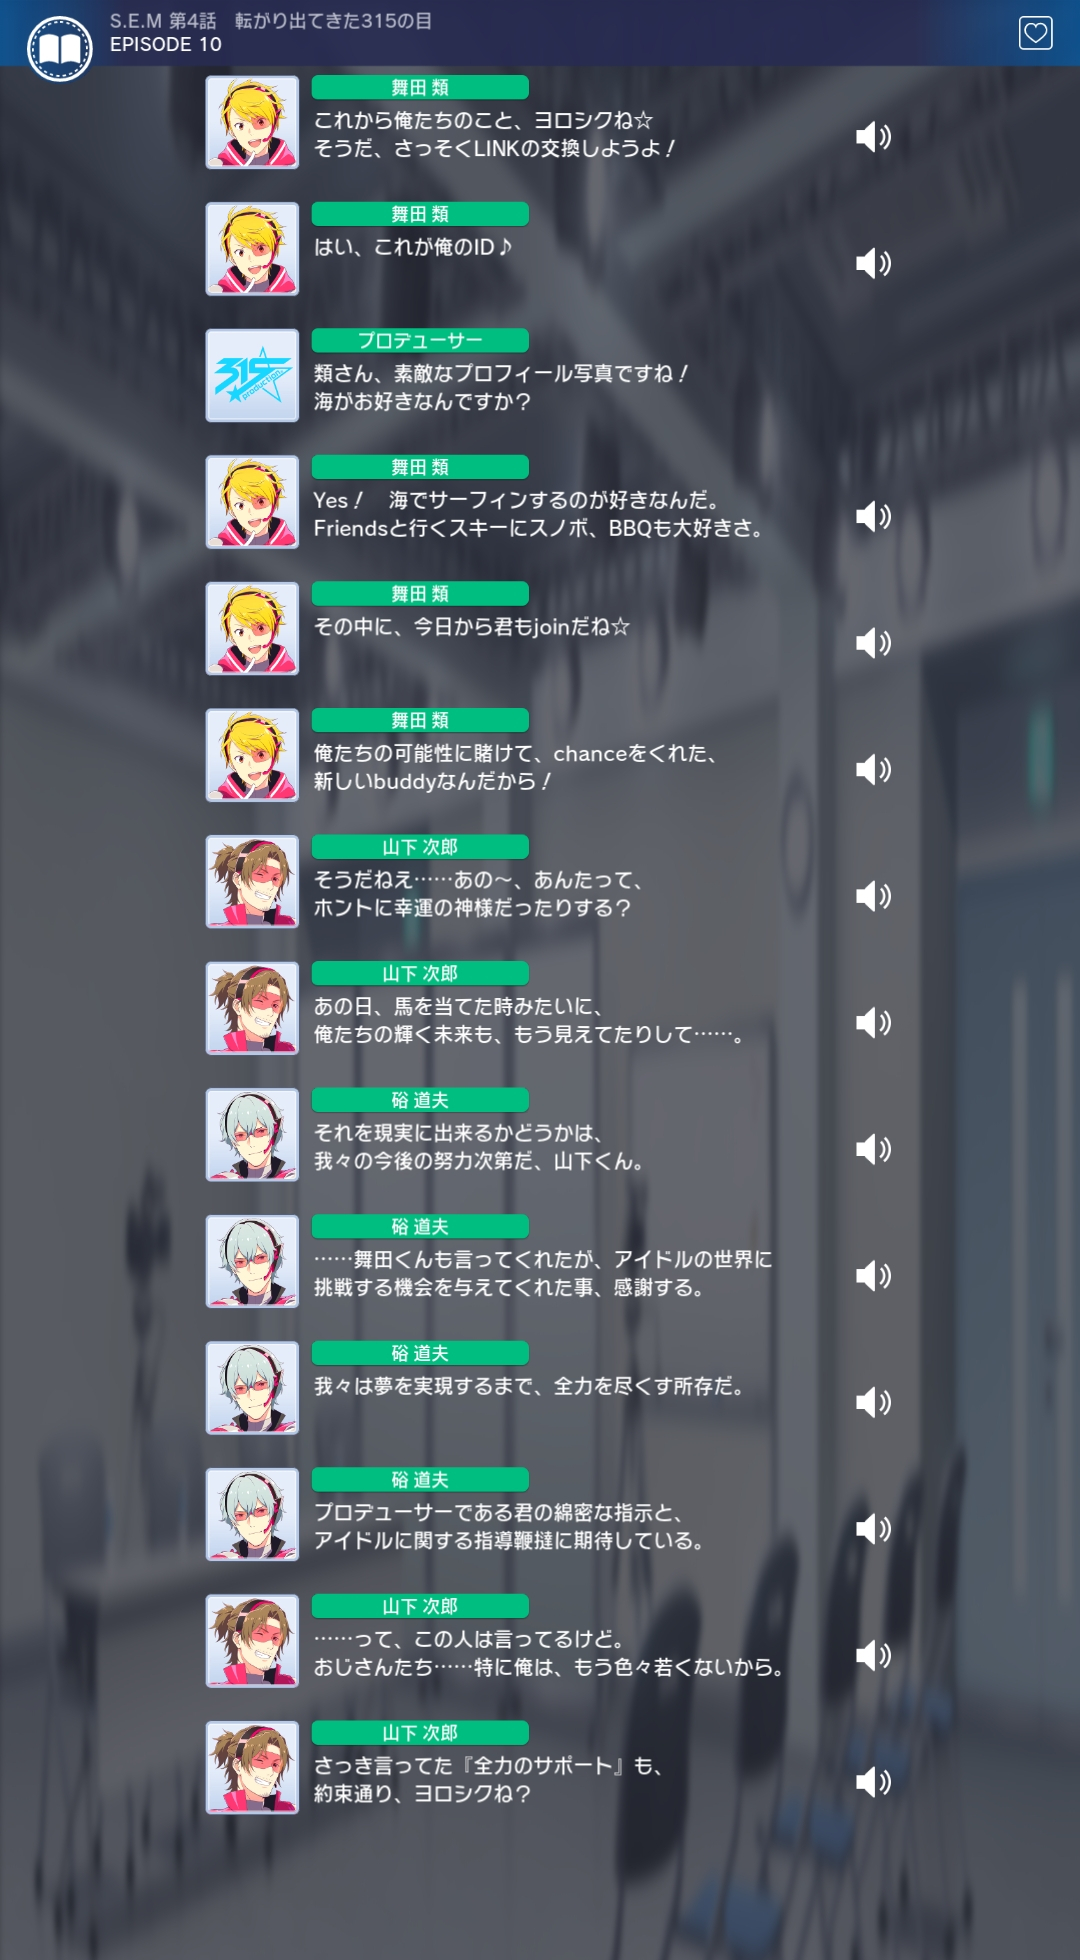 S.E.M 第4話　転がり出てきた315の目
EPISODE 10
舞田 類
これから俺たちのこと、ヨロシクね☆
そうだ、さっそくLINKの交換しようよ！
舞田 類
はい、これが俺のID♪
プロデューサー
315 production
類さん、素敵なプロフィール写真ですね！
海がお好きなんですか？
舞田 類
Yes！　海でサーフィンするのが好きなんだ。
Friendsと行くスキーにスノボ、BBQも大好きさ。
舞田 類
その中に、今日から君もjoinだね☆
舞田 類
俺たちの可能性に賭けて、chanceをくれた、
新しいbuddyなんだから！
山下 次郎
そうだねえ……あの～、あんたって、
ホントに幸運の神様だったりする？
山下 次郎
あの日、馬を当てた時みたいに、
俺たちの輝く未来も、もう見えてたりして……。
硲 道夫
それを現実に出来るかどうかは、
我々の今後の努力次第だ、山下くん。
硲 道夫
……舞田くんも言ってくれたが、アイドルの世界に
挑戦する機会を与えてくれた事、感謝する。
硲 道夫
我々は夢を実現するまで、全力を尽くす所存だ。
硲 道夫
プロデューサーである君の綿密な指示と、
アイドルに関する指導鞭撻に期待している。
山下 次郎
……って、この人は言ってるけど。
おじさんたち……特に俺は、もう色々若くないから。
山下 次郎
さっき言ってた『全力のサポート』も、
約束通り、ヨロシクね？